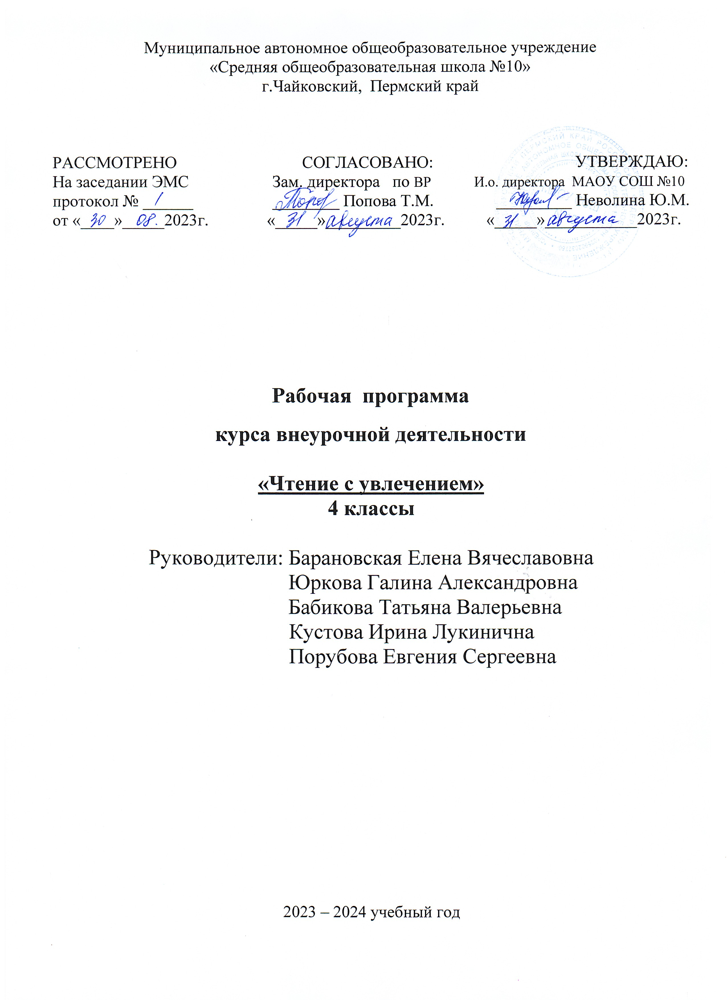 Муниципальное автономное общеобразовательное учреждение
«Средняя общеобразовательная школа №10»
г.Чайковский, Пермский край
РАССМОТРЕНО СОГЛАСОВАНО: УТВЕРЖДАЮ:
На заседании ЭМС Зам. директора по ВР И.о. директора МАОУ СОШ №10
протокол № 1 Попова Т.М. Неволина Ю.М.
от «30» 08. 2023г. «31» августа 2023г. «31» августа 2023г.
Рабочая программа
курса внеурочной деятельности
«Чтение с увлечением»
4 классы
Руководители: Барановская Елена Вячеславовна
Юркова Галина Александровна
Бабикова Татьяна Валерьевна
Кустова Ирина Лукинична
Порубова Евгения Сергеевна
2023 – 2024 учебный год